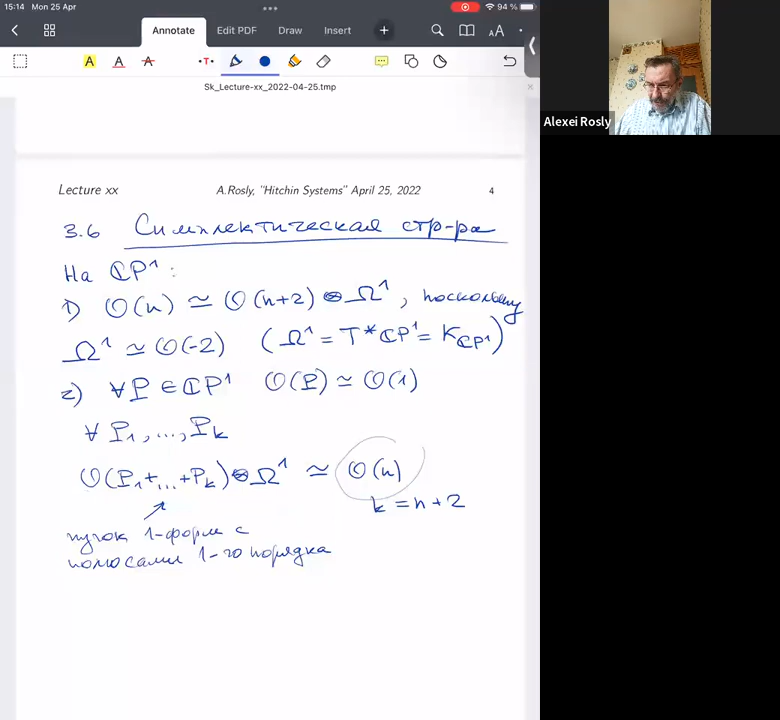 15:14 Mon 25 Apr
94 %
Annotate Edit PDF Draw Insert
AA
A A A T
Sk_Lecture-xx_2022-04-25.tmp
Alexei Rosly
Lecture xx A.Rosly, "Hitchin Systems" April 25, 2022 4
3.6 Симплектическая стр-ра
На ℂP¹ :
1) O(n) ≃ O(n+2) ⊗ Ω¹, поскольку
Ω¹ ≃ O(-2) (Ω¹ = T*ℂP¹ = K_ℂP¹)
2) ∀ P ∈ ℂP¹ O(P) ≃ O(1)
∀ P₁, ..., Pₖ
O(P₁+...+Pₖ) ⊗ Ω¹ ≃ O(n)
k = n + 2
пучок 1-форм с
полюсами 1-го порядка